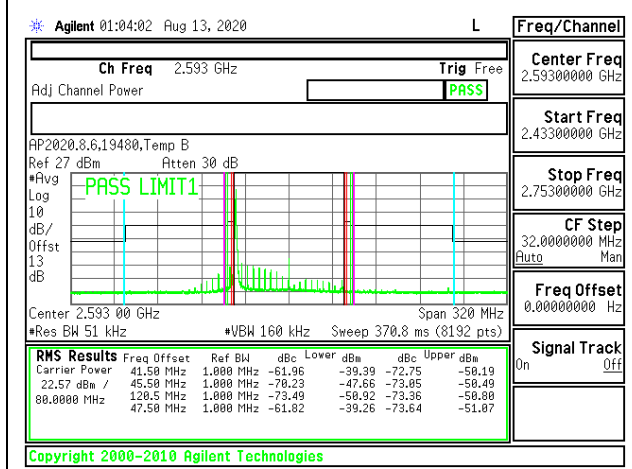 Agilent 01:04:02 Aug 13, 2020 L
Freq/Channel
Ch Freq 2.593 GHz Trig Free
Adj Channel Power PASS
AP2020.8.6,19480,Temp B
Ref 27 dBm Atten 30 dB
#Avg
Log
10
dB/
Offst
13
dB
PASS LIMIT1
Center 2.593 00 GHz Span 320 MHz
#Res BW 51 kHz #VBW 160 kHz Sweep 370.8 ms (8192 pts)
RMS Results Freq Offset Ref BW dBc Lower dBm dBc Upper dBm
Carrier Power 41.50 MHz 1.000 MHz -61.96 -39.39 -72.75 -50.19
22.57 dBm / 45.50 MHz 1.000 MHz -70.23 -47.66 -73.05 -50.49
80.0000 MHz 120.5 MHz 1.000 MHz -73.49 -50.92 -73.36 -50.80
47.50 MHz 1.000 MHz -61.82 -39.26 -73.64 -51.07
Center Freq
2.59300000 GHz
Start Freq
2.43300000 GHz
Stop Freq
2.75300000 GHz
CF Step
32.0000000 MHz
Auto Man
Freq Offset
0.00000000 Hz
Signal Track
On Off
Copyright 2000-2010 Agilent Technologies